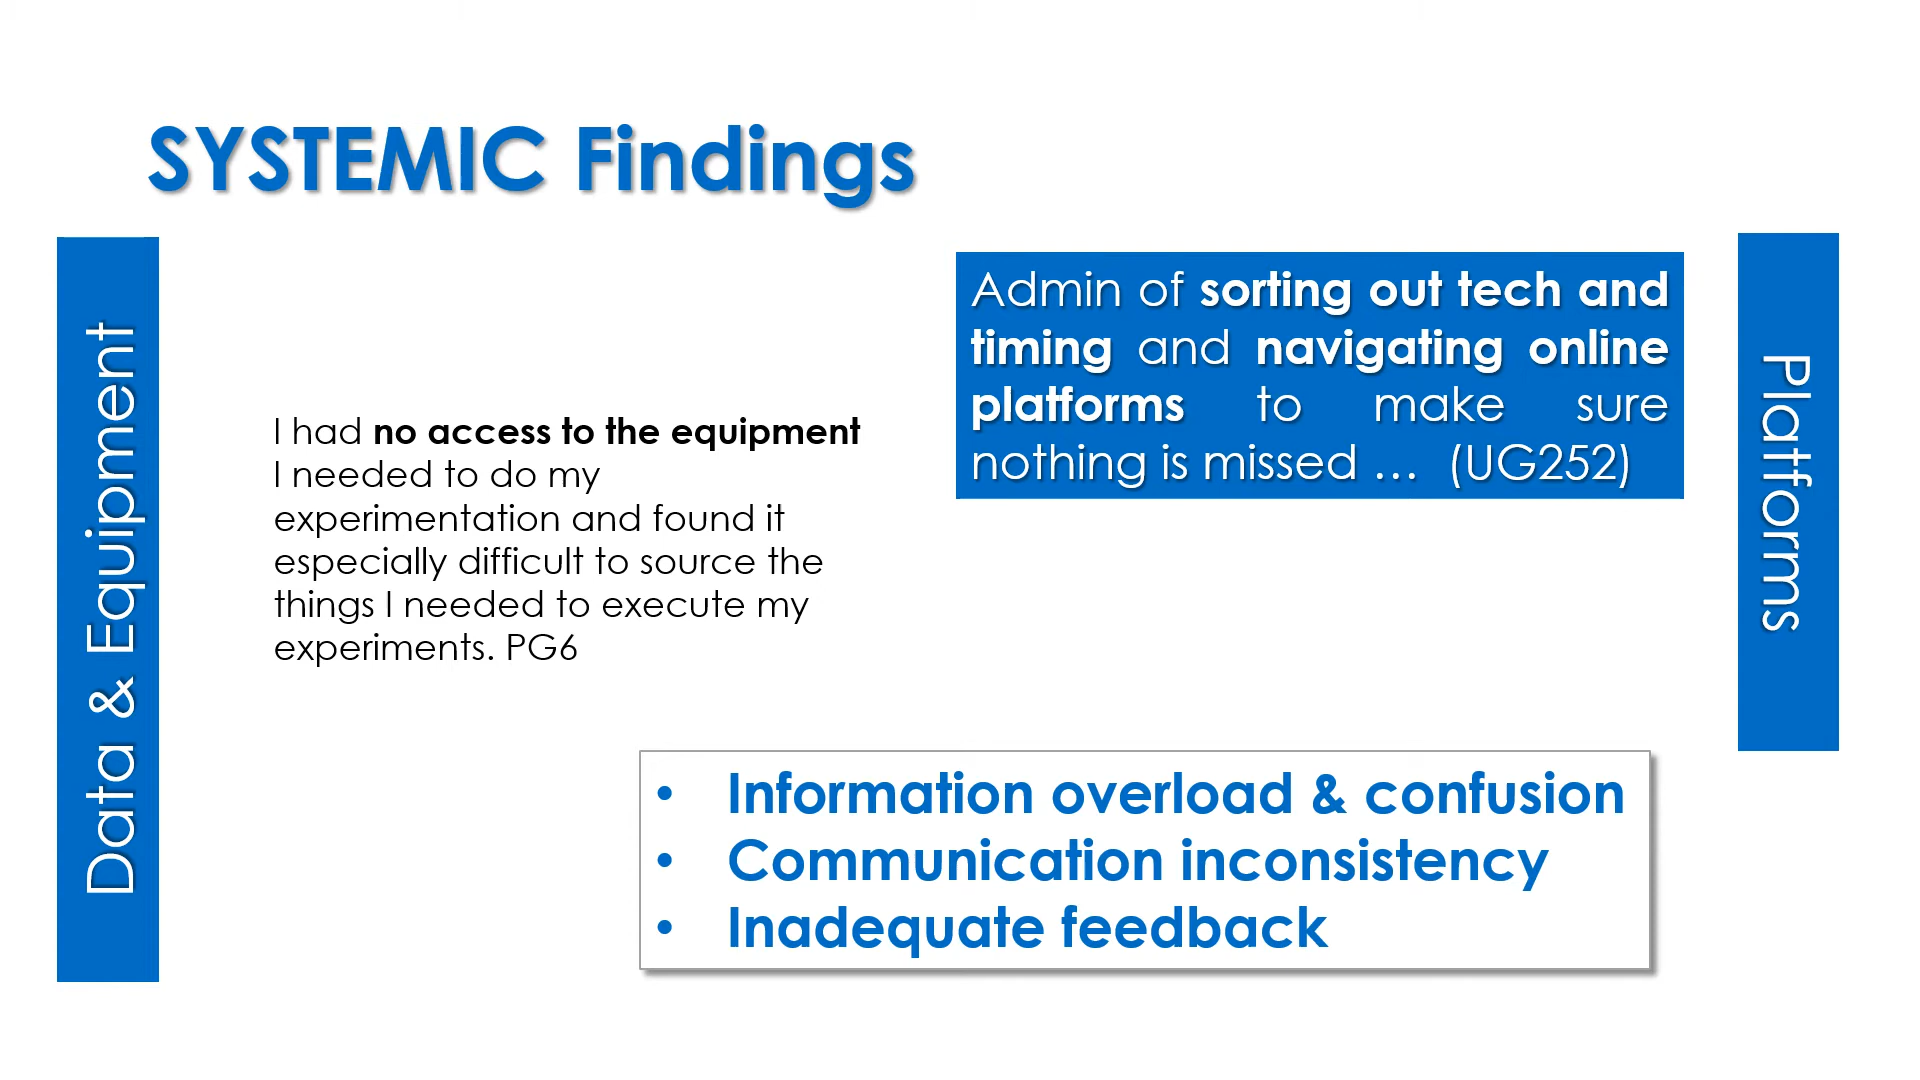 SYSTEMIC Findings
Data & Equipment
I had no access to the equipment
I needed to do my
experimentation and found it
especially difficult to source the
things I needed to execute my
experiments. PG6
Admin of sorting out tech and
timing and navigating online
platforms to make sure
nothing is missed … (UG252)
Platforms
• Information overload & confusion
• Communication inconsistency
• Inadequate feedback